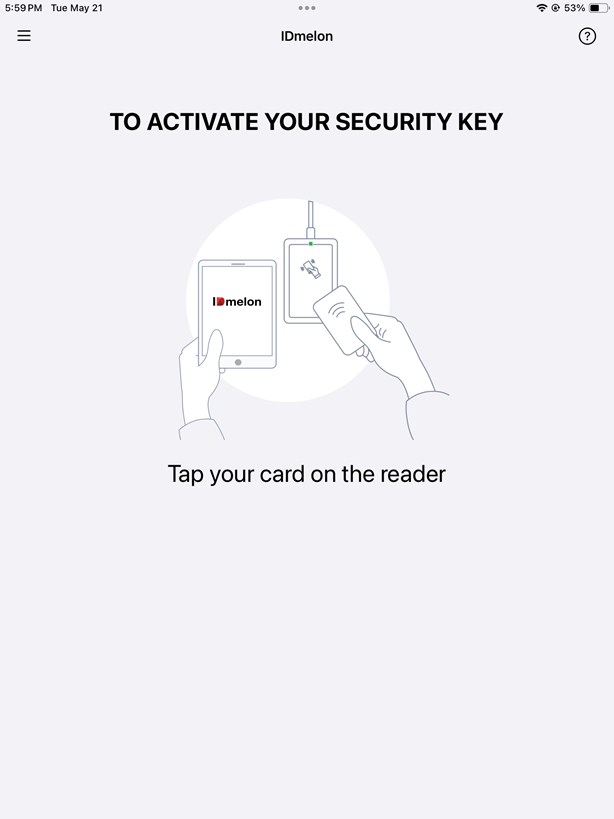 5:59 PM Tue May 21
53%
IDmelon
?
TO ACTIVATE YOUR SECURITY KEY
IDmelon
Tap your card on the reader